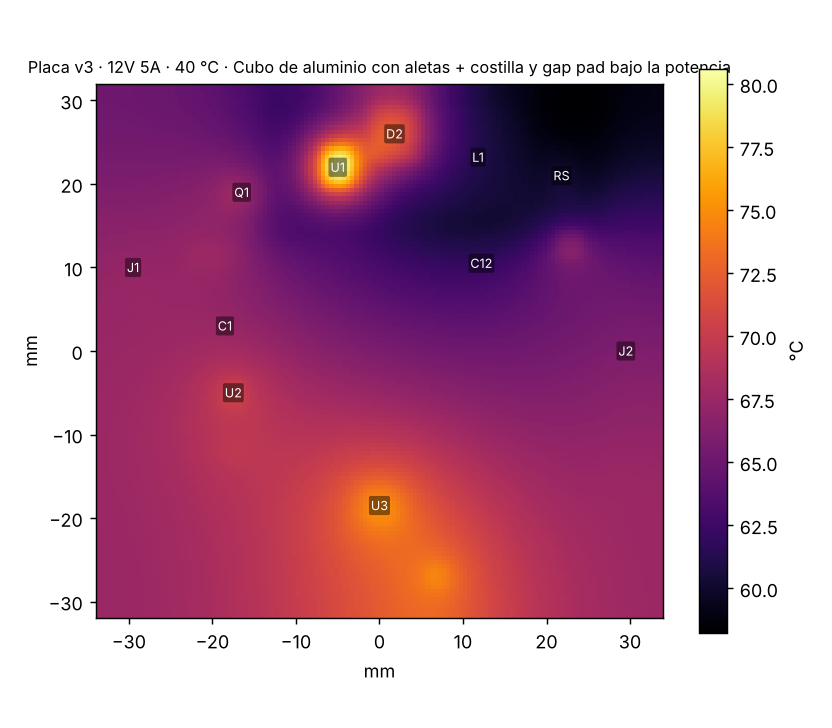 Placa v3 · 12V 5A · 40 °C · Cubo de aluminio con aletas + costilla y gap pad bajo la potencia
80.0
30
D2
77.5
L1
U1
RS
20
Q1
75.0
J1
10
C12
72.5
C1
70.0
mm
0
J2
°C
U2
67.5
−10
65.0
U3
−20
62.5
60.0
−30
−30
−20
−10
0
10
20
30
mm